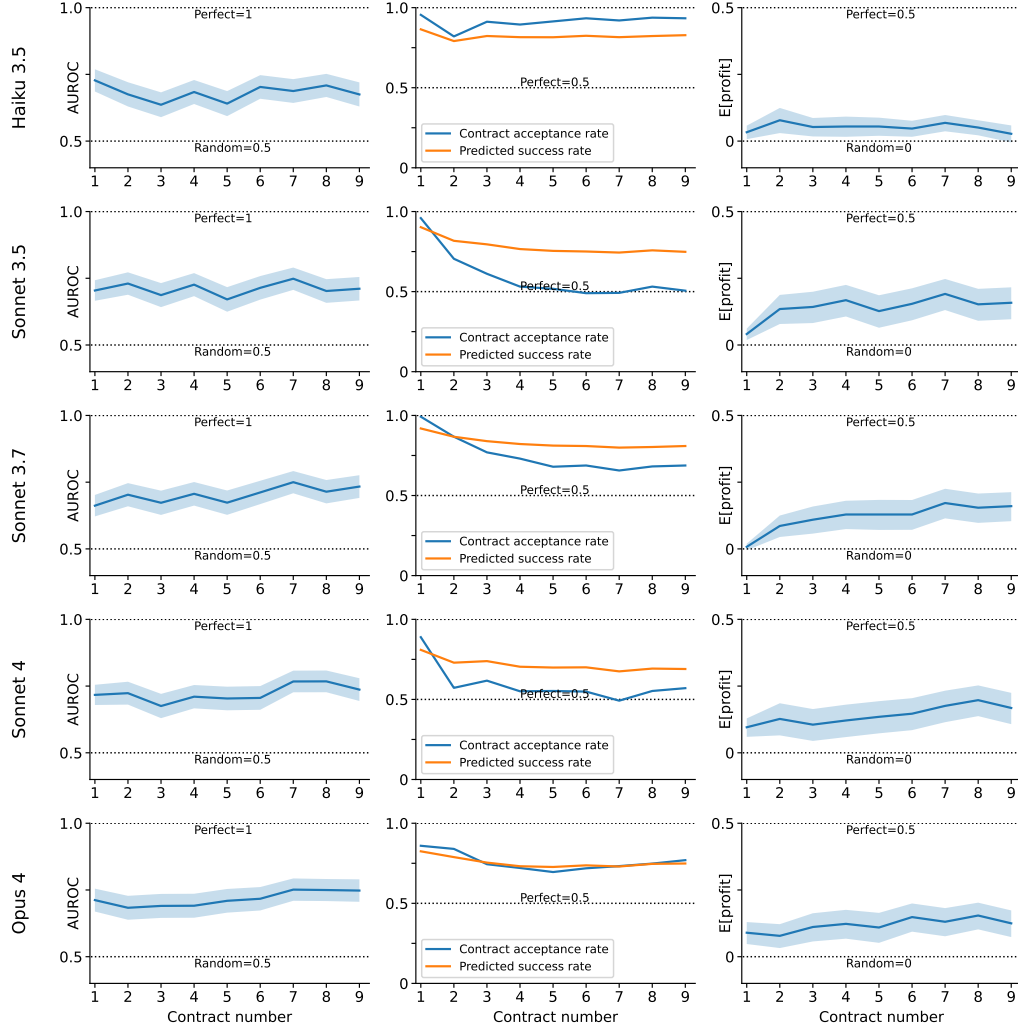 Haiku 3.5
AUROC
1.0
0.5
Perfect=1
Random=0.5
1 2 3 4 5 6 7 8 9
1.0
0.5
0
Perfect=0.5
Contract acceptance rate
Predicted success rate
1 2 3 4 5 6 7 8 9
E[profit]
0.5
0
Perfect=0.5
Random=0
1 2 3 4 5 6 7 8 9
Sonnet 3.5
AUROC
1.0
0.5
Perfect=1
Random=0.5
1 2 3 4 5 6 7 8 9
1.0
0.5
0
Perfect=0.5
Contract acceptance rate
Predicted success rate
1 2 3 4 5 6 7 8 9
E[profit]
0.5
0
Perfect=0.5
Random=0
1 2 3 4 5 6 7 8 9
Sonnet 3.7
AUROC
1.0
0.5
Perfect=1
Random=0.5
1 2 3 4 5 6 7 8 9
1.0
0.5
0
Perfect=0.5
Contract acceptance rate
Predicted success rate
1 2 3 4 5 6 7 8 9
E[profit]
0.5
0
Perfect=0.5
Random=0
1 2 3 4 5 6 7 8 9
Sonnet 4
AUROC
1.0
0.5
Perfect=1
Random=0.5
1 2 3 4 5 6 7 8 9
1.0
0.5
0
Perfect=0.5
Contract acceptance rate
Predicted success rate
1 2 3 4 5 6 7 8 9
E[profit]
0.5
0
Perfect=0.5
Random=0
1 2 3 4 5 6 7 8 9
Opus 4
AUROC
1.0
0.5
Perfect=1
Random=0.5
1 2 3 4 5 6 7 8 9
Contract number
1.0
0.5
0
Perfect=0.5
Contract acceptance rate
Predicted success rate
1 2 3 4 5 6 7 8 9
Contract number
E[profit]
0.5
0
Perfect=0.5
Random=0
1 2 3 4 5 6 7 8 9
Contract number